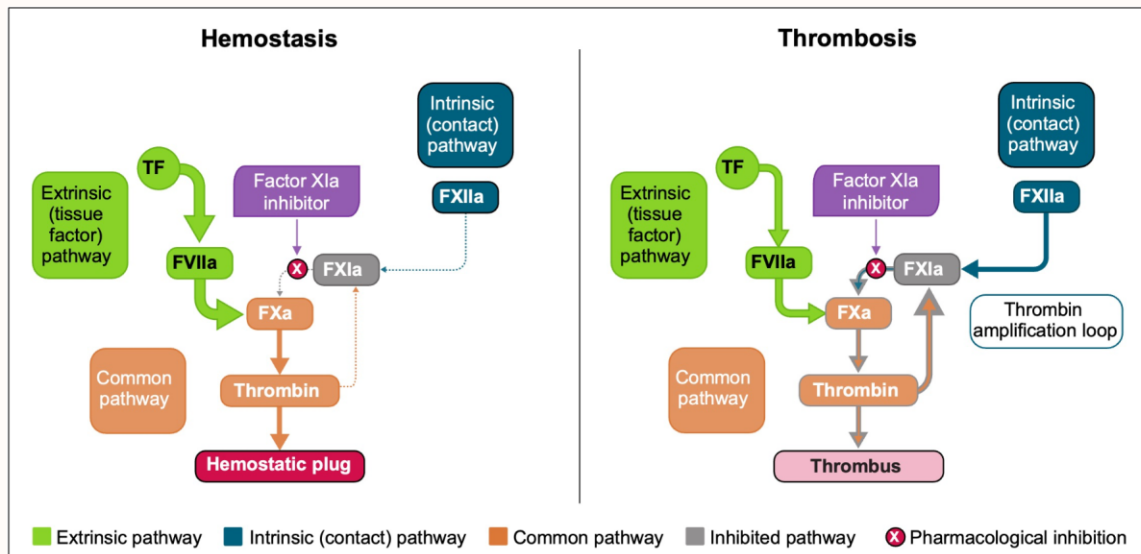 Hemostasis
Intrinsic
(contact)
pathway
TF
Extrinsic
(tissue
factor)
pathway
Factor XIa
inhibitor
FXIIa
FVIIa
X
FXIa
FXa
Common
pathway
Thrombin
Hemostatic plug
Thrombosis
Intrinsic
(contact)
pathway
TF
Extrinsic
(tissue
factor)
pathway
Factor XIa
inhibitor
FXIIa
FVIIa
X
FXIa
FXa
Thrombin
amplification loop
Common
pathway
Thrombin
Thrombus
Extrinsic pathway
Intrinsic (contact) pathway
Common pathway
Inhibited pathway
X Pharmacological inhibition